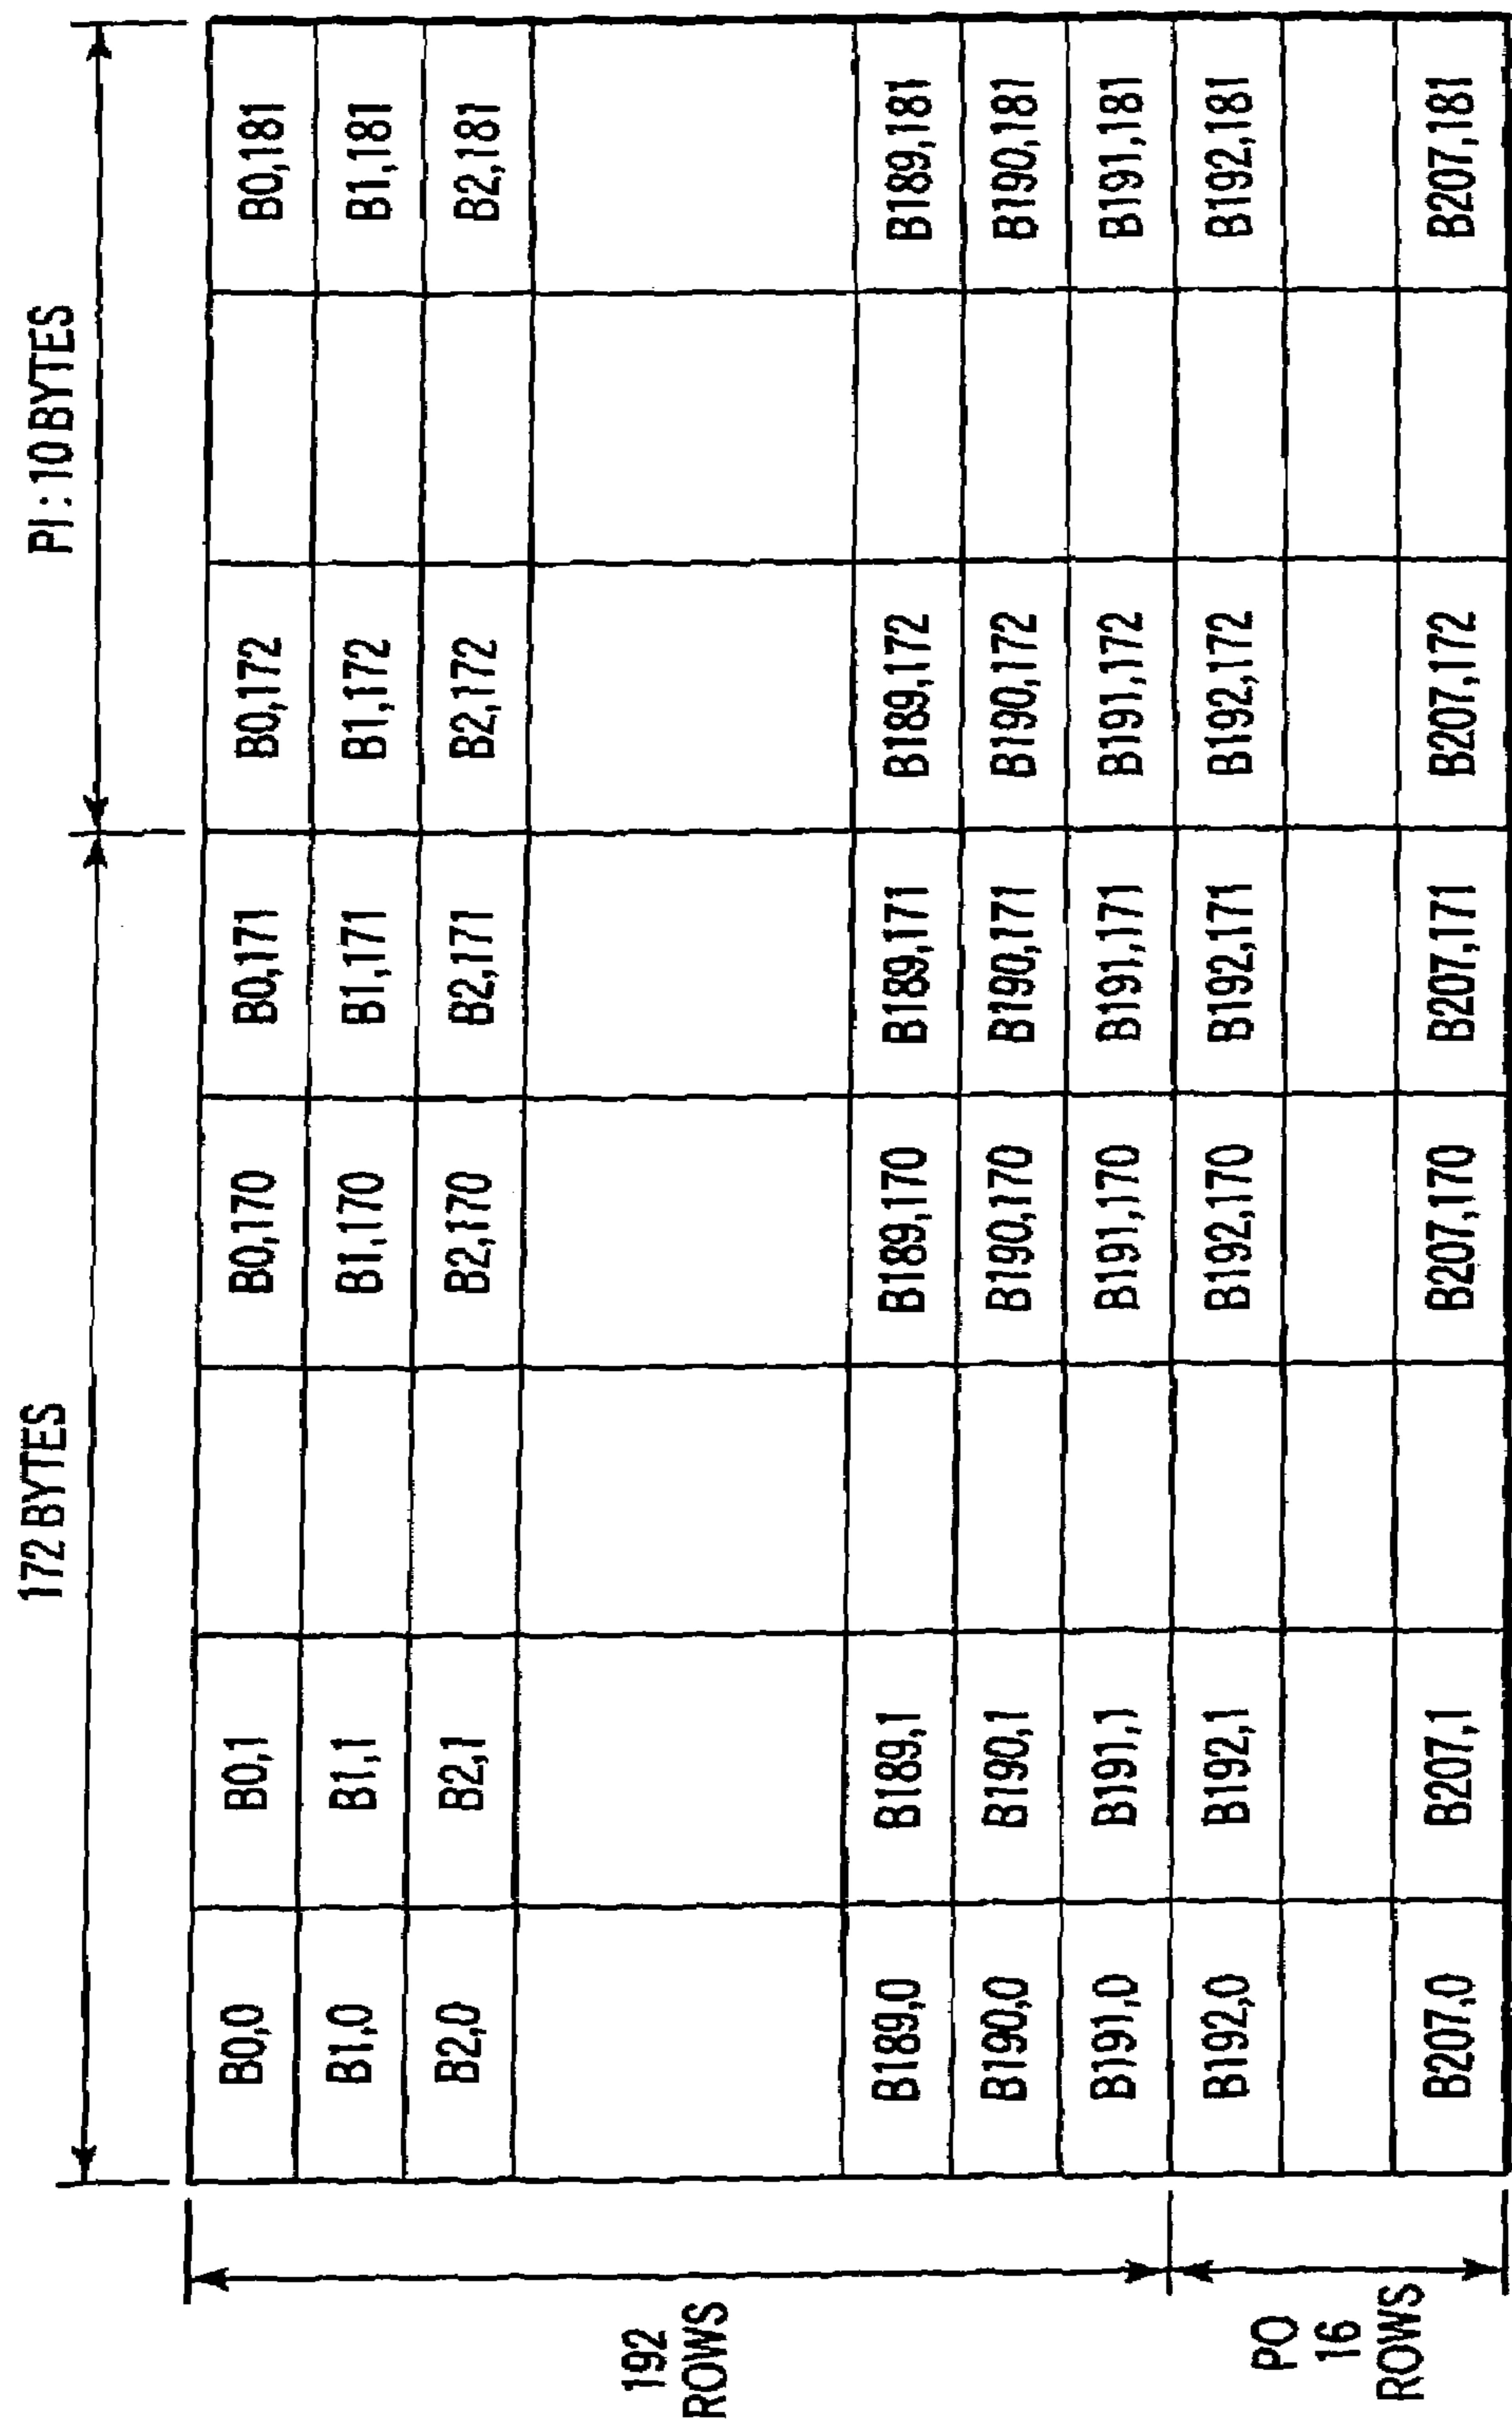 172 BYTES
PI : 10 BYTES
B0,0 B0,1 B0,170 B0,171 B0,172 B0,181
B1,0 B1,1 B1,170 B1,171 B1,172 B1,181
B2,0 B2,1 B2,170 B2,171 B2,172 B2,181
192
ROWS
B189,0 B189,1 B189,170 B189,171 B189,172 B189,181
B190,0 B190,1 B190,170 B190,171 B190,172 B190,181
B191,0 B191,1 B191,170 B191,171 B191,172 B191,181
B192,0 B192,1 B192,170 B192,171 B192,172 B192,181
PO
16
ROWS
B207,0 B207,1 B207,170 B207,171 B207,172 B207,181